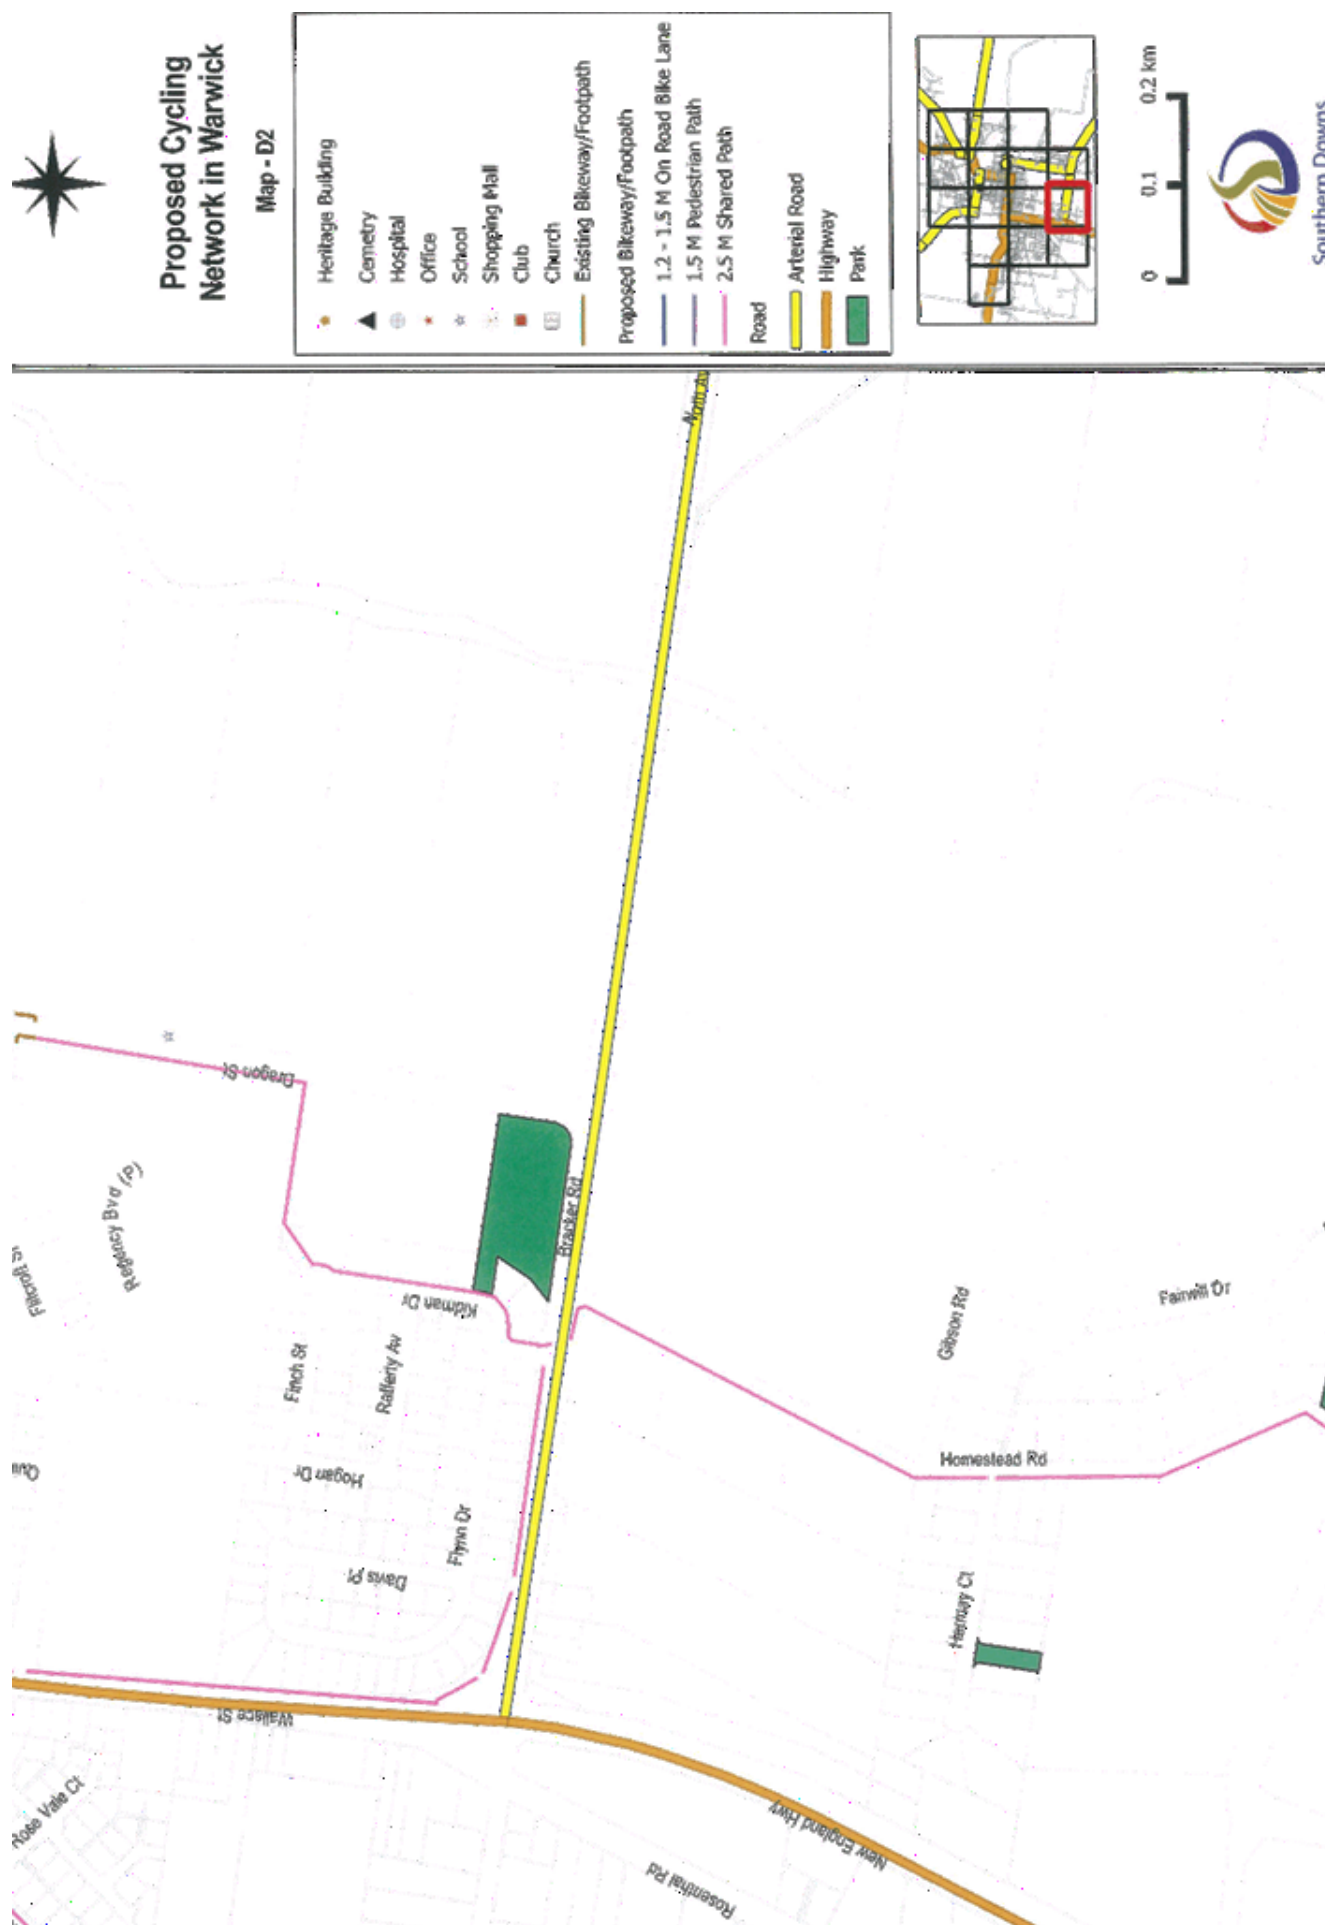 Proposed Cycling
Network in Warwick
Map - D2
Heritage Building
Cemetry
Hospital
Office
School
Shopping Mall
Club
Church
Existing Bikeway/Footpath
Proposed Bikeway/Footpath
1.2 - 1.5 M On Road Bike Lane
1.5 M Pedestrian Path
2.5 M Shared Path
Road
Arterial Road
Highway
Park
0 0.1 0.2 km
Southern Downs
Dragon St
Regency Bvd (P)
Bracker Rd
Kidman Dr
Finch St
Rafferty Av
Hogan Dr
Flynn Dr
Davis Pl
Wallace St
Rose Vale Ct
Rosenthal Rd
New England Hwy
Gibson Rd
Fairwill Dr
Homestead Rd